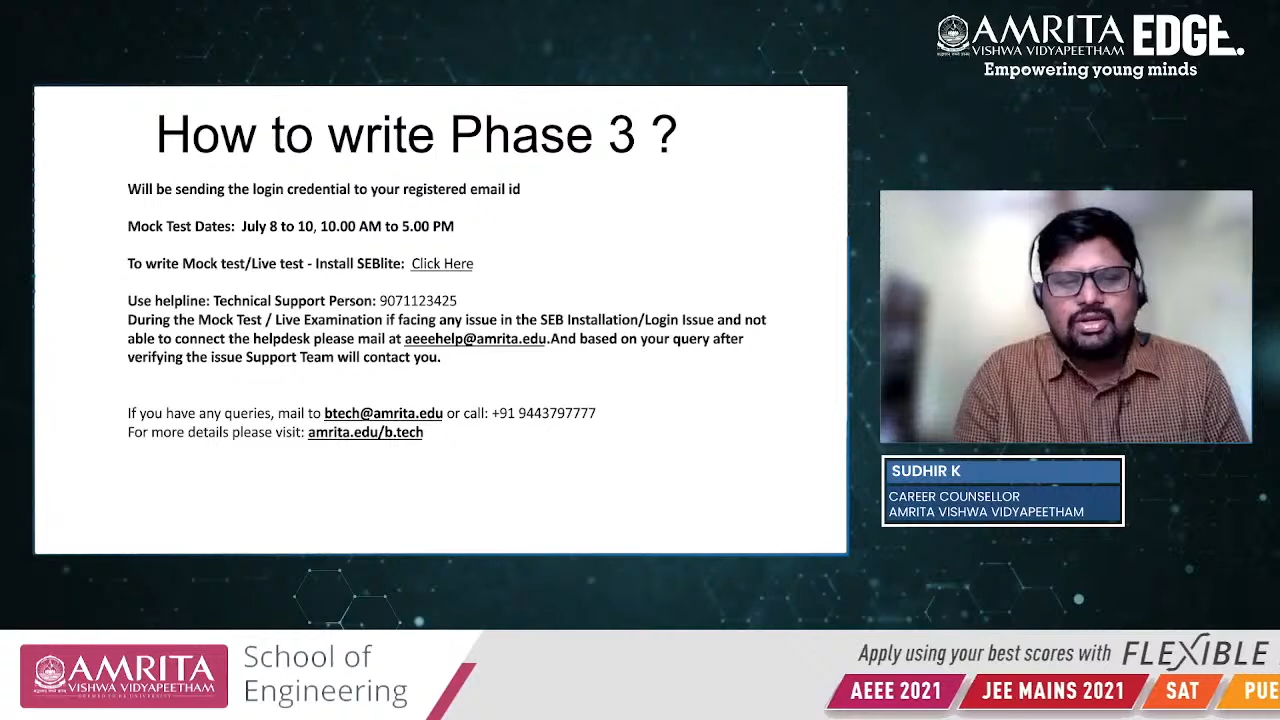 AMRITA
VISHWA VIDYAPEETHAM
EDGE.
Empowering young minds
How to write Phase 3 ?
Will be sending the login credential to your registered email id
Mock Test Dates:  July 8 to 10, 10.00 AM to 5.00 PM
To write Mock test/Live test - Install SEBlite:  Click Here
Use helpline: Technical Support Person: 9071123425
During the Mock Test / Live Examination if facing any issue in the SEB Installation/Login Issue and not
able to connect the helpdesk please mail at aeeehelp@amrita.edu.And based on your query after
verifying the issue Support Team will contact you.
If you have any queries, mail to btech@amrita.edu or call: +91 9443797777
For more details please visit: amrita.edu/b.tech
SUDHIR K
CAREER COUNSELLOR
AMRITA VISHWA VIDYAPEETHAM
AMRITA
VISHWA VIDYAPEETHAM
School of
Engineering
Apply using your best scores with FLEXIBLE
AEEE 2021 JEE MAINS 2021 SAT PUE